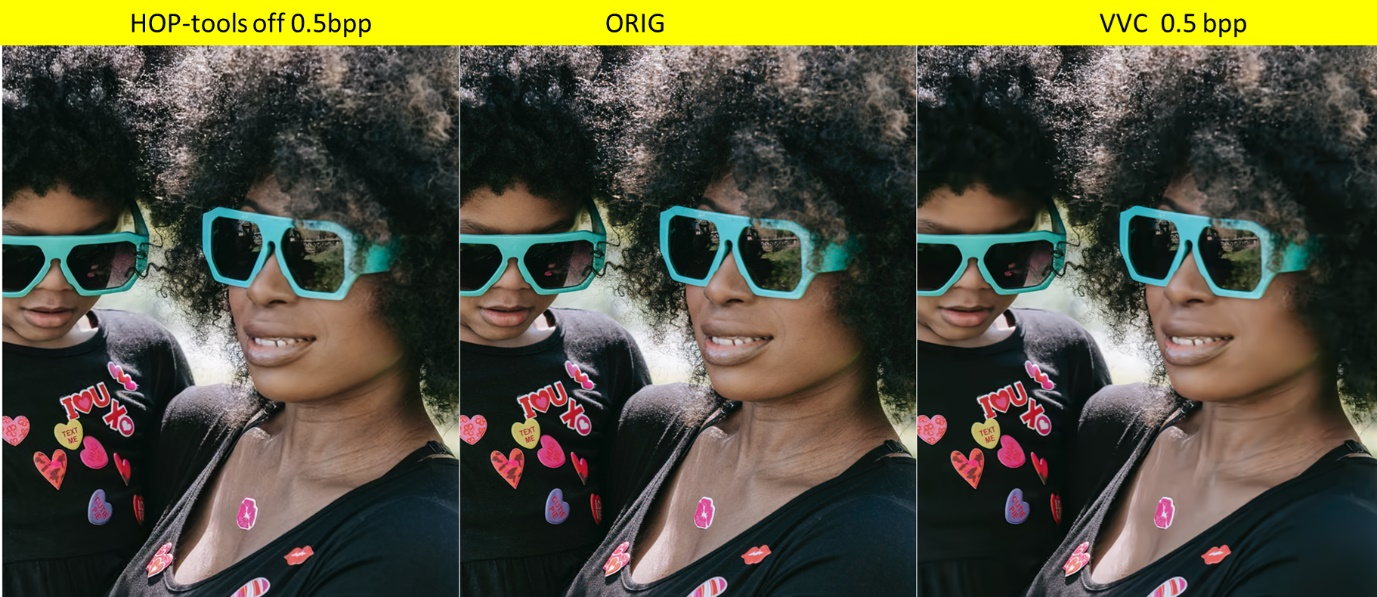 HOP-tools off 0.5bpp
ORIG
VVC 0.5 bpp
I U
XO
TEXT
ME
I U
XO
TEXT
ME
I U
XO
TEXT
ME